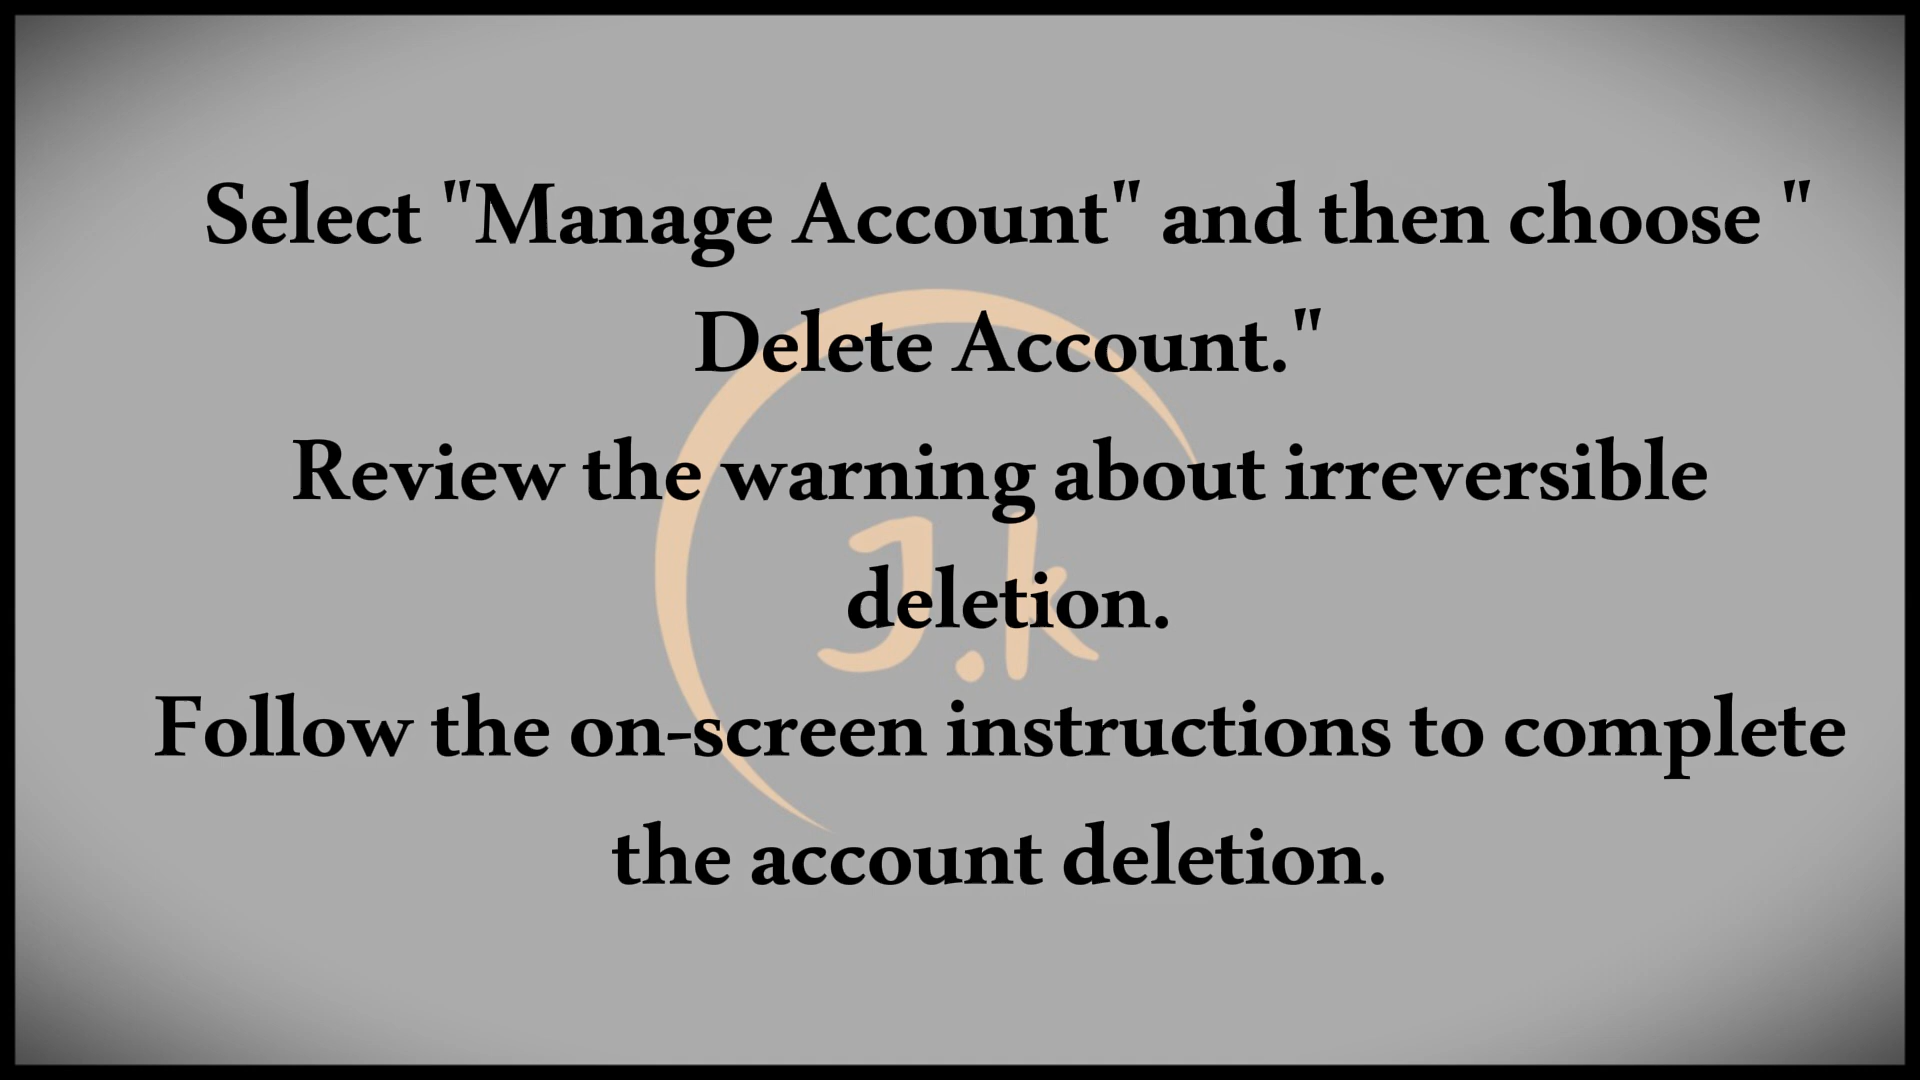 Select "Manage Account" and then choose "
Delete Account."
Review the warning about irreversible
deletion.
Follow the on-screen instructions to complete
the account deletion.
J.k